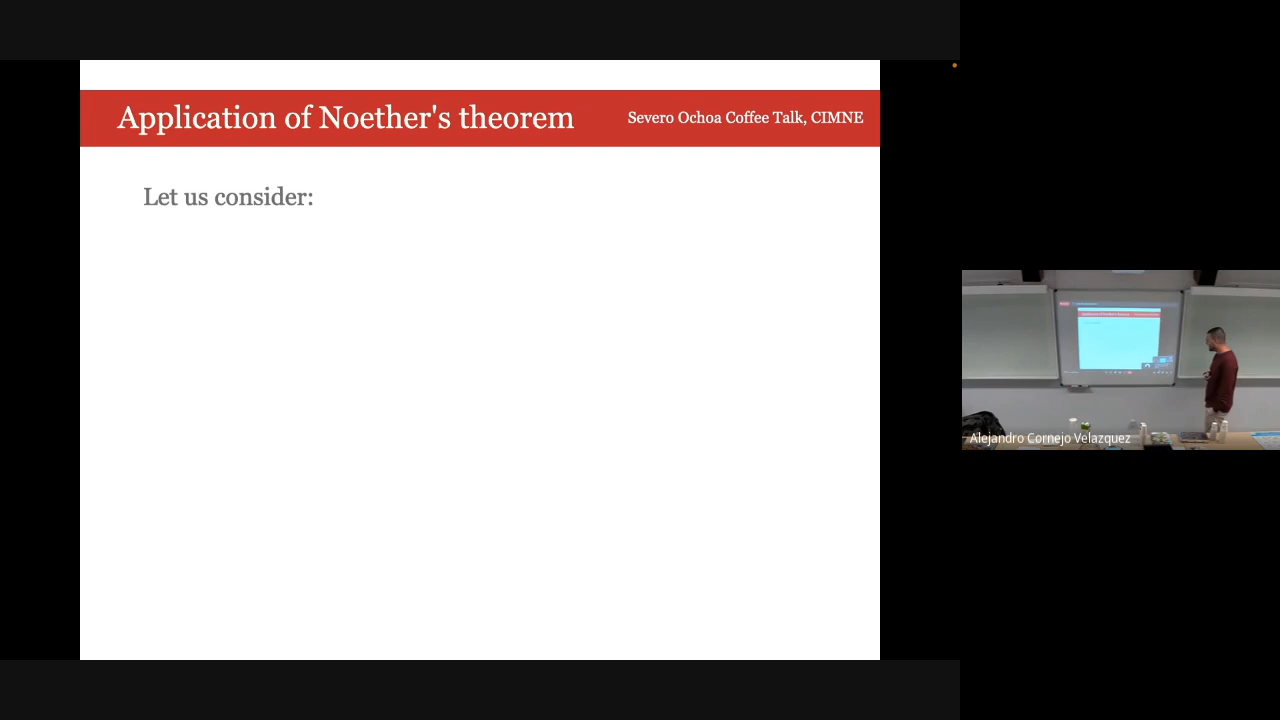 Application of Noether's theorem
Severo Ochoa Coffee Talk, CIMNE
Let us consider:
Alejandro Cornejo Velazquez